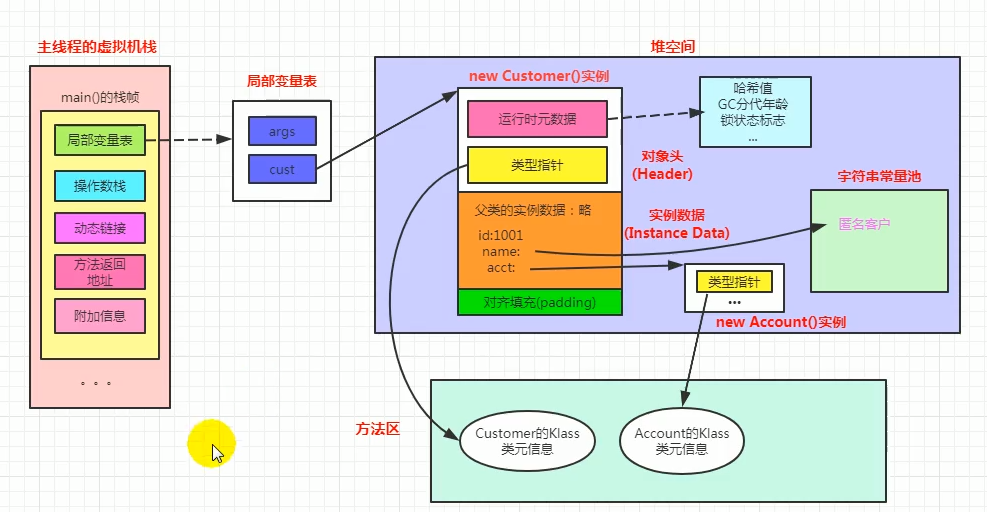 主线程的虚拟机栈
main()的栈帧
局部变量表
操作数栈
动态链接
方法返回
地址
附加信息
。。。
局部变量表
args
cust
堆空间
new Customer()实例
运行时元数据
类型指针
对象头
(Header)
哈希值
GC分代年龄
锁状态标志
...
父类的实例数据：略
id:1001
name:
acct:
实例数据
(Instance Data)
对齐填充(padding)
字符串常量池
匿名客户
类型指针
...
new Account()实例
方法区
Customer的Klass
类元信息
Account的Klass
类元信息